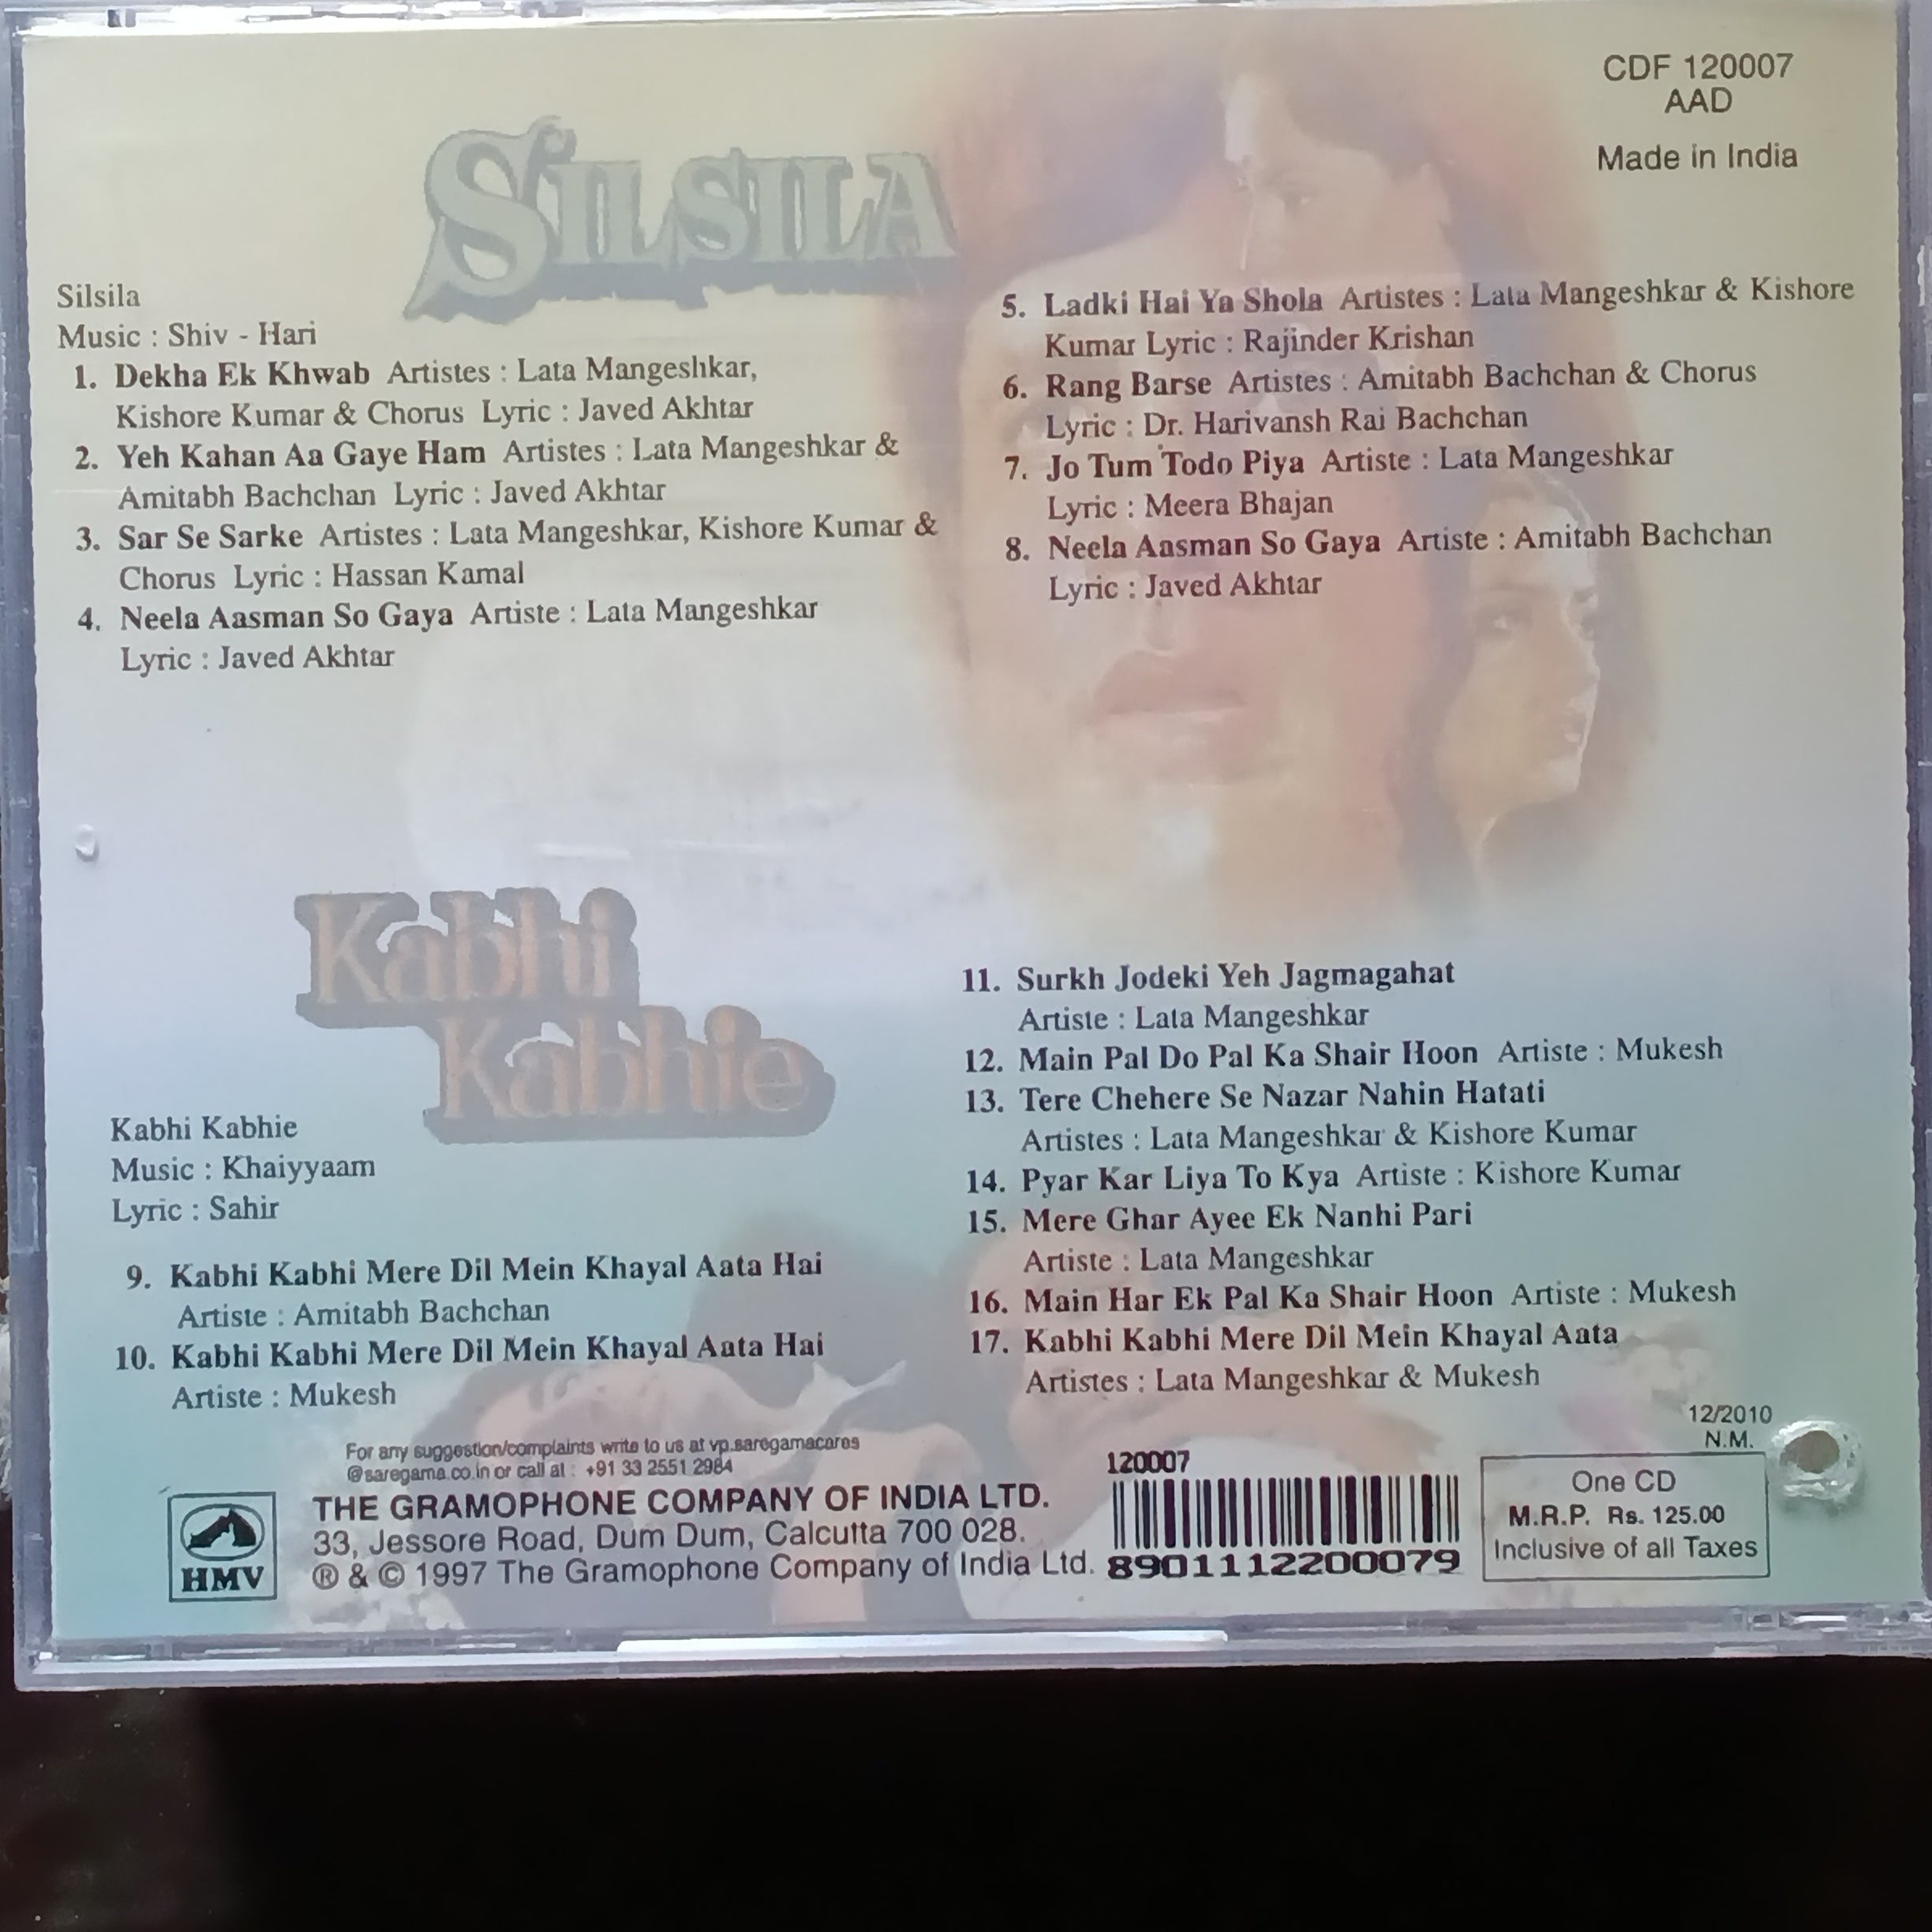 CDF 120007
AAD
Made in India
SILSILA
Silsila
Music : Shiv - Hari
1. Dekha Ek Khwab Artistes : Lata Mangeshkar,
Kishore Kumar & Chorus Lyric : Javed Akhtar
2. Yeh Kahan Aa Gaye Ham Artistes : Lata Mangeshkar &
Amitabh Bachchan Lyric : Javed Akhtar
3. Sar Se Sarke Artistes : Lata Mangeshkar, Kishore Kumar &
Chorus Lyric : Hassan Kamal
4. Neela Aasman So Gaya Artiste : Lata Mangeshkar
Lyric : Javed Akhtar
5. Ladki Hai Ya Shola Artistes : Lata Mangeshkar & Kishore
Kumar Lyric : Rajinder Krishan
6. Rang Barse Artistes : Amitabh Bachchan & Chorus
Lyric : Dr. Harivansh Rai Bachchan
7. Jo Tum Todo Piya Artiste : Lata Mangeshkar
Lyric : Meera Bhajan
8. Neela Aasman So Gaya Artiste : Amitabh Bachchan
Lyric : Javed Akhtar
Kabhi
Kabhie
Kabhi Kabhie
Music : Khaiyyaam
Lyric : Sahir
9. Kabhi Kabhi Mere Dil Mein Khayal Aata Hai
Artiste : Amitabh Bachchan
10. Kabhi Kabhi Mere Dil Mein Khayal Aata Hai
Artiste : Mukesh
11. Surkh Jodeki Yeh Jagmagahat
Artiste : Lata Mangeshkar
12. Main Pal Do Pal Ka Shair Hoon Artiste : Mukesh
13. Tere Chehere Se Nazar Nahin Hatati
Artistes : Lata Mangeshkar & Kishore Kumar
14. Pyar Kar Liya To Kya Artiste : Kishore Kumar
15. Mere Ghar Ayee Ek Nanhi Pari
Artiste : Lata Mangeshkar
16. Main Har Ek Pal Ka Shair Hoon Artiste : Mukesh
17. Kabhi Kabhi Mere Dil Mein Khayal Aata
Artistes : Lata Mangeshkar & Mukesh
For any suggestion/complaints write to us at vp.saregamacares
@saregama.co.in or call at : +91 33 2551 2984
THE GRAMOPHONE COMPANY OF INDIA LTD.
33, Jessore Road, Dum Dum, Calcutta 700 028.
® & © 1997 The Gramophone Company of India Ltd.
HMV
120007
8901112200079
12/2010
N.M.
One CD
M.R.P. Rs. 125.00
Inclusive of all Taxes